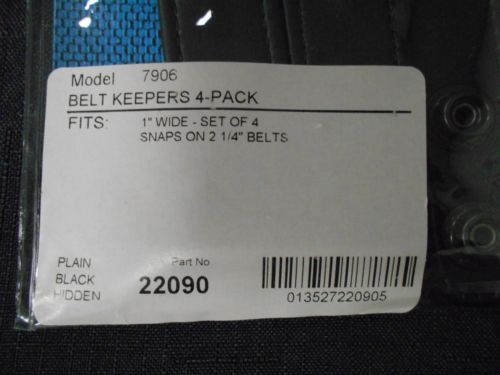 Model 7906
BELT KEEPERS 4-PACK
FITS: 1" WIDE - SET OF 4
SNAPS ON 2 1/4" BELTS
PLAIN
BLACK
HIDDEN
Part No
22090
013527220905